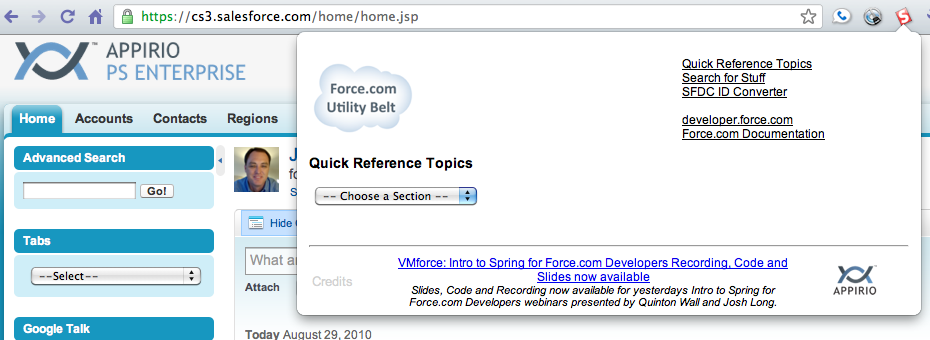 https://cs3.salesforce.com/home/home.jsp
APPIRIO
PS ENTERPRISE
Home Accounts Contacts Regions
Advanced Search
Go!
Tabs
--Select--
Google Talk
J
fo
S
Hide
What ar
Attach
Today August 29, 2010
Force.com
Utility Belt
Quick Reference Topics
Search for Stuff
SFDC ID Converter
developer.force.com
Force.com Documentation
Quick Reference Topics
-- Choose a Section --
Credits
VMforce: Intro to Spring for Force.com Developers Recording, Code and
Slides now available
Slides, Code and Recording now available for yesterdays Intro to Spring for
Force.com Developers webinars presented by Quinton Wall and Josh Long.
APPIRIO